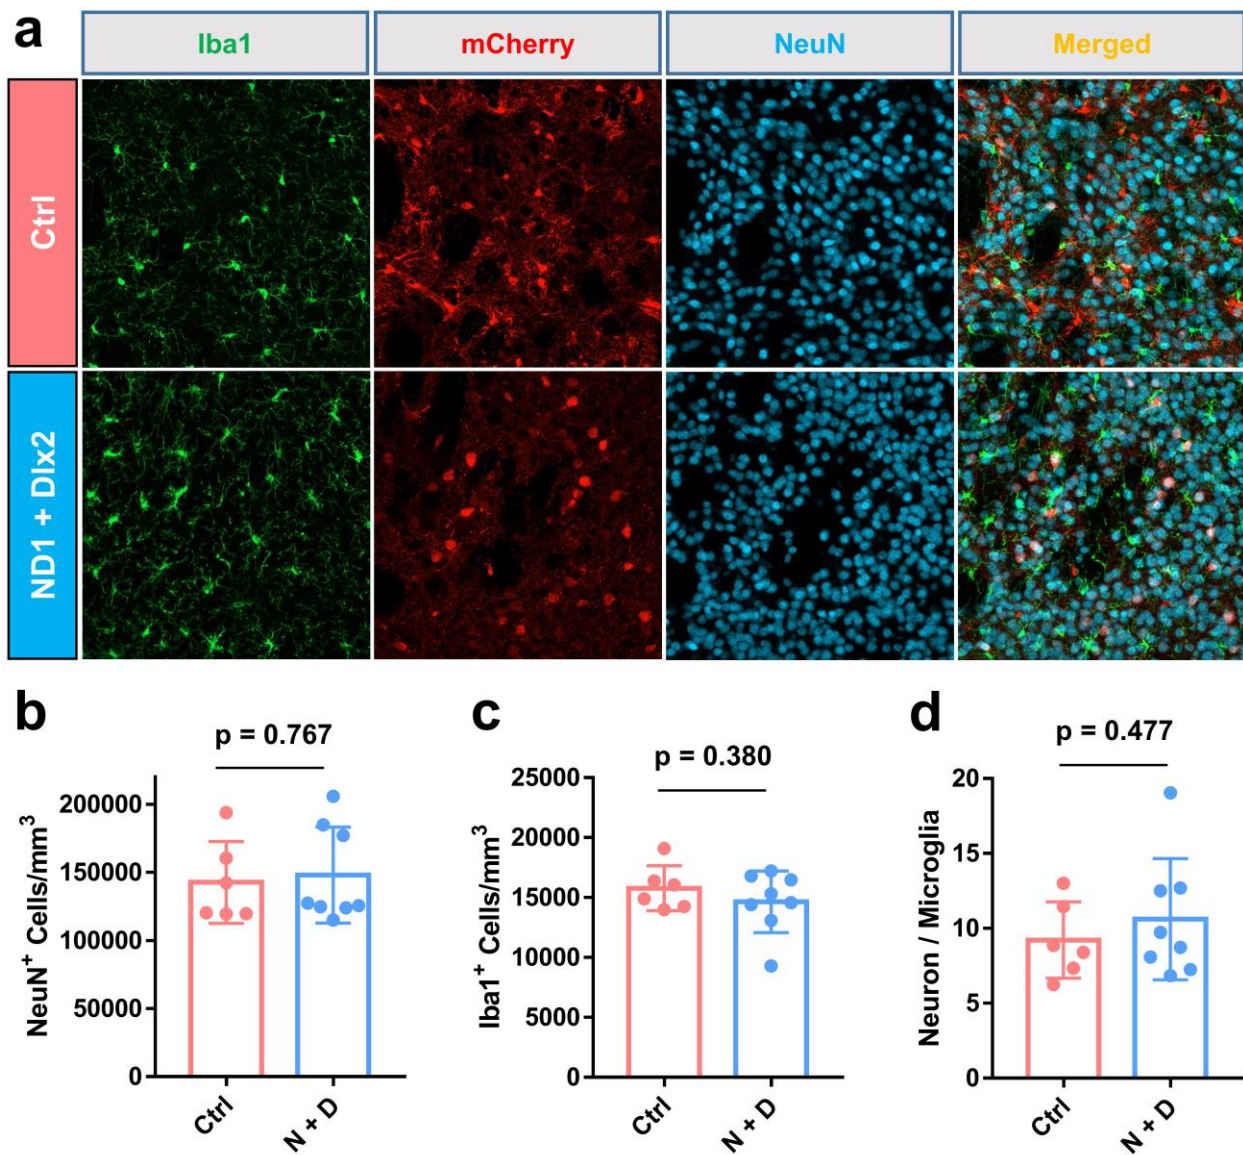 a
Iba1 mCherry NeuN Merged
Ctrl
ND1 + Dlx2
b
p = 0.767
NeuN⁺ Cells/mm³
200000
150000
100000
50000
0
Ctrl
N + D
c
p = 0.380
Iba1⁺ Cells/mm³
25000
20000
15000
10000
5000
0
Ctrl
N + D
d
p = 0.477
Neuron / Microglia
20
15
10
5
0
Ctrl
N + D